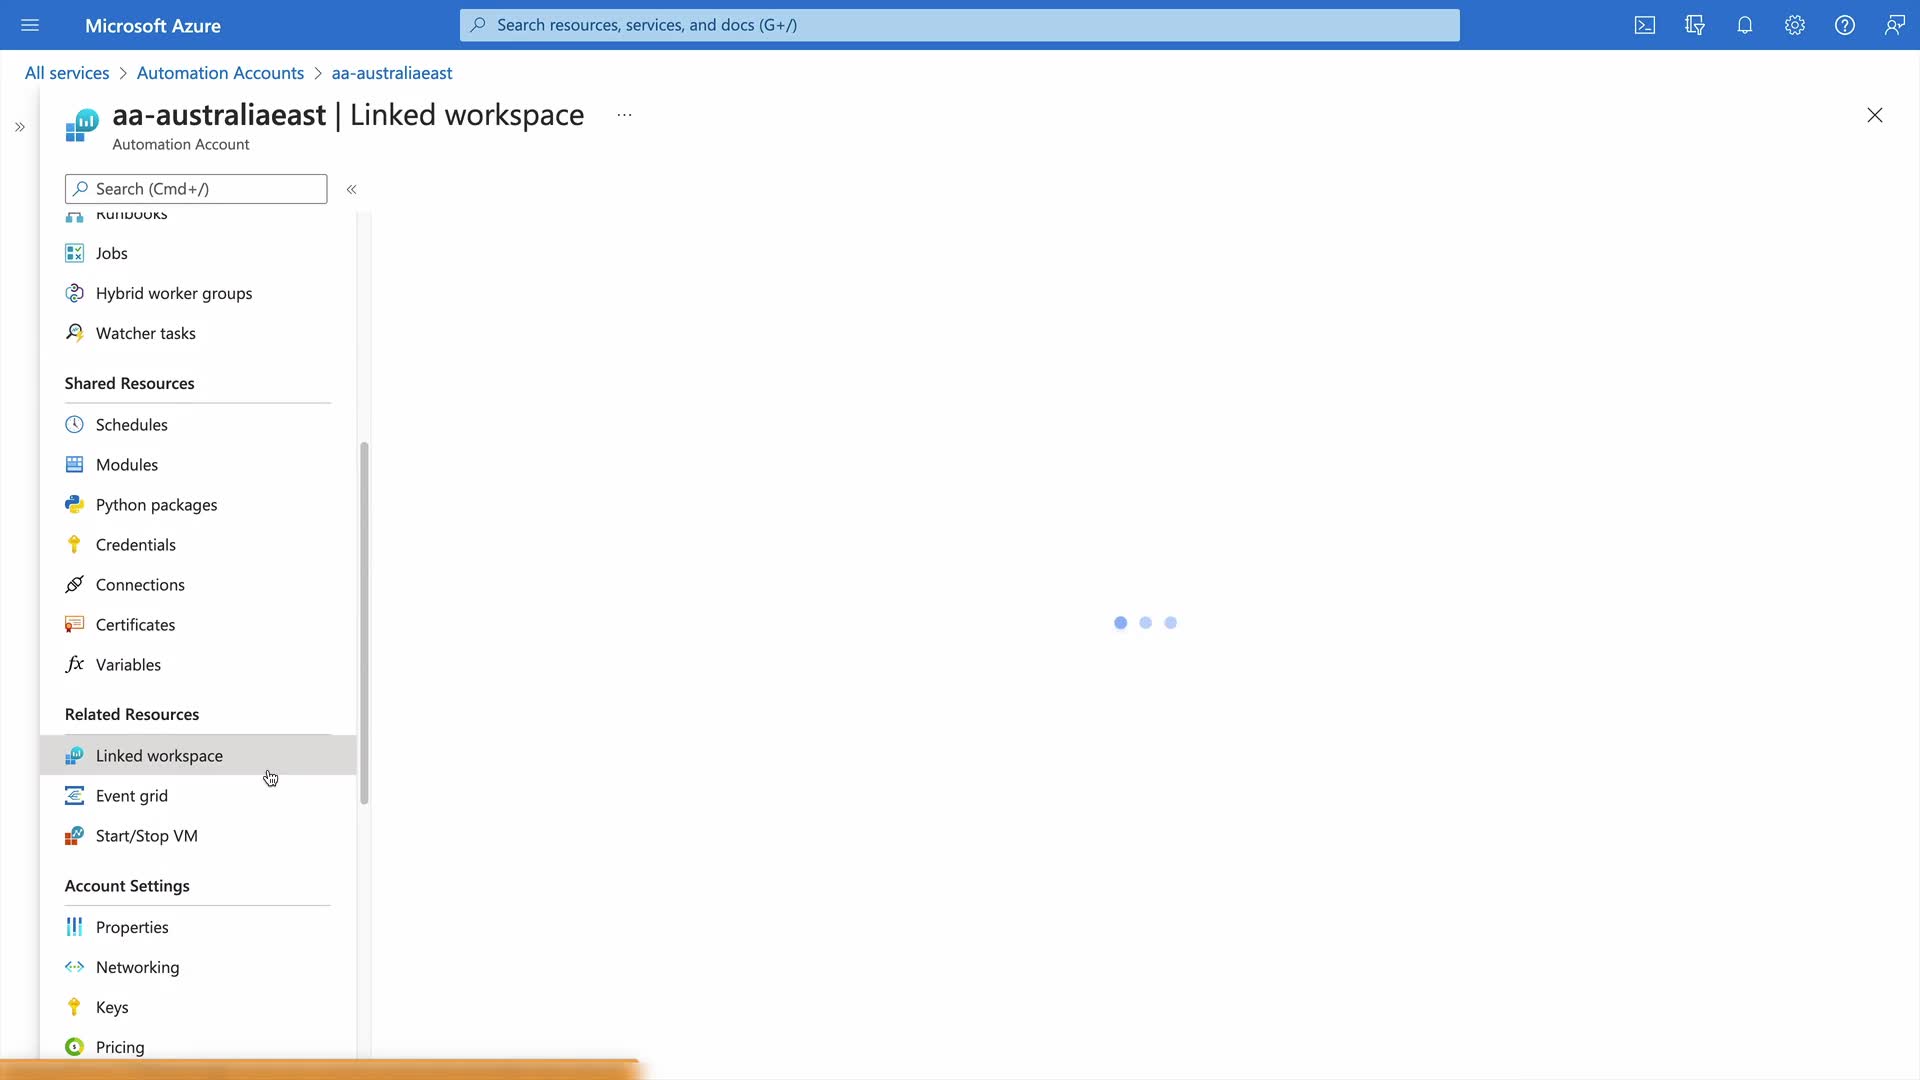 Microsoft Azure
Search resources, services, and docs (G+/)
All services > Automation Accounts > aa-australiaeast
aa-australiaeast | Linked workspace ...
Automation Account
Search (Cmd+/)
Runbooks
Jobs
Hybrid worker groups
Watcher tasks
Shared Resources
Schedules
Modules
Python packages
Credentials
Connections
Certificates
Variables
Related Resources
Linked workspace
Event grid
Start/Stop VM
Account Settings
Properties
Networking
Keys
Pricing